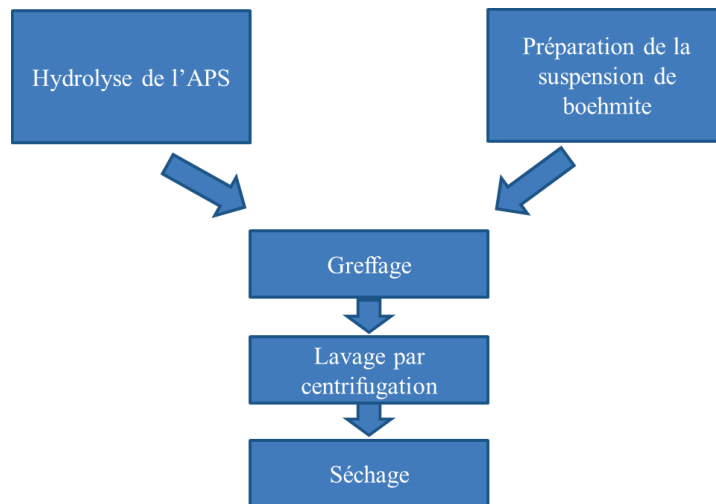 Hydrolyse de l’APS
Préparation de la
suspension de
boehmite
Greffage
Lavage par
centrifugation
Séchage